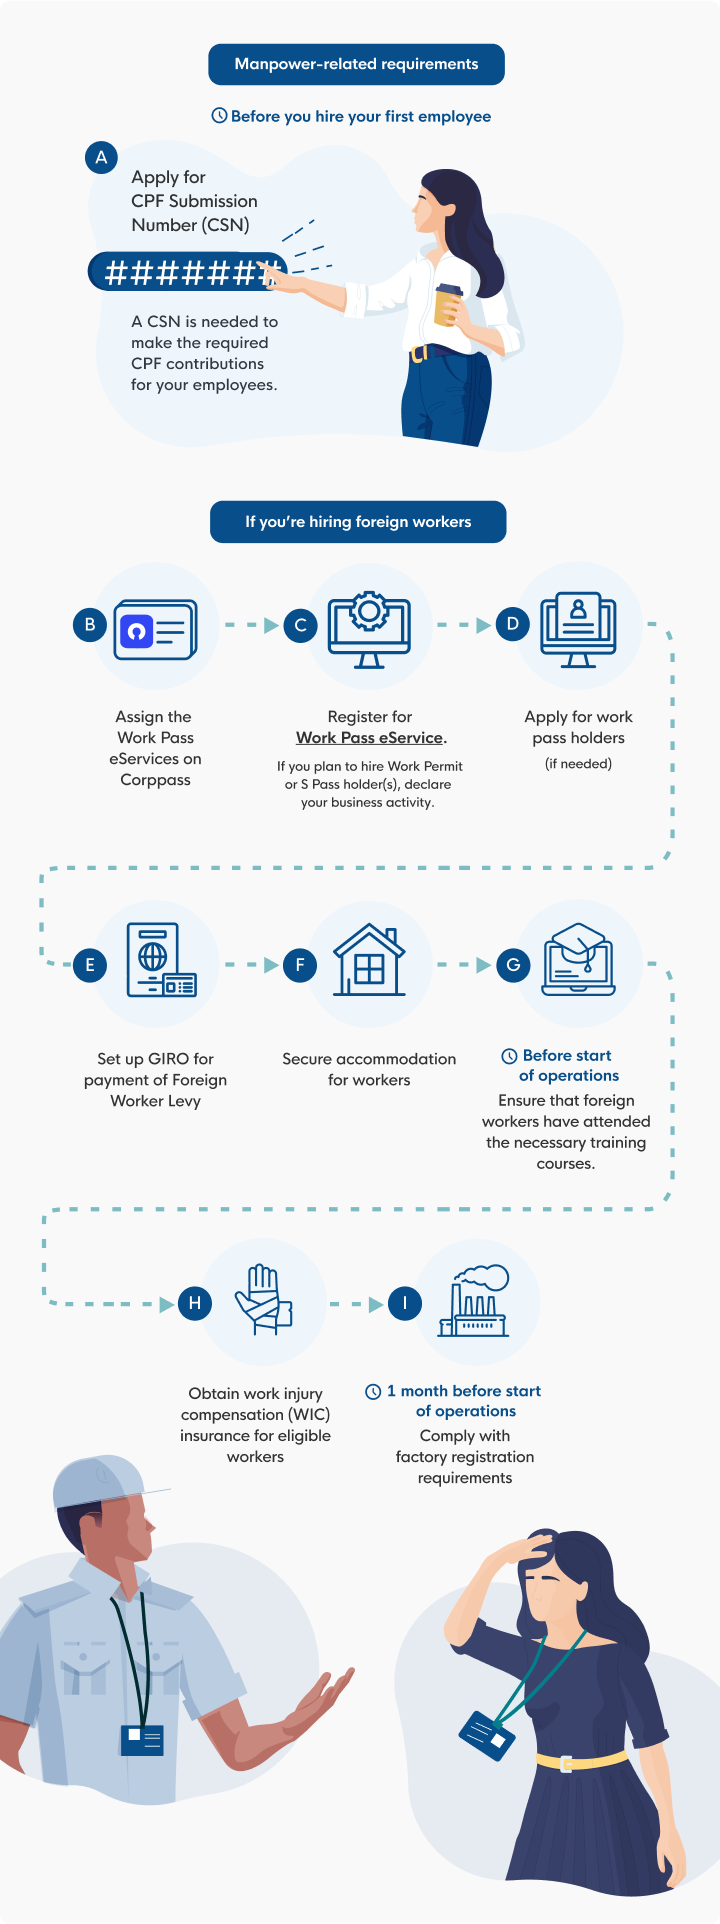 Manpower-related requirements
Before you hire your first employee
A
Apply for
CPF Submission
Number (CSN)
#######
A CSN is needed to
make the required
CPF contributions
for your employees.
If you're hiring foreign workers
B
Assign the
Work Pass
eServices on
Corppass
C
Register for
Work Pass eService.
If you plan to hire Work Permit
or S Pass holder(s), declare
your business activity.
D
Apply for work
pass holders
(if needed)
E
Set up GIRO for
payment of Foreign
Worker Levy
F
Secure accommodation
for workers
G
Before start
of operations
Ensure that foreign
workers have attended
the necessary training
courses.
H
Obtain work injury
compensation (WIC)
insurance for eligible
workers
I
1 month before start
of operations
Comply with
factory registration
requirements